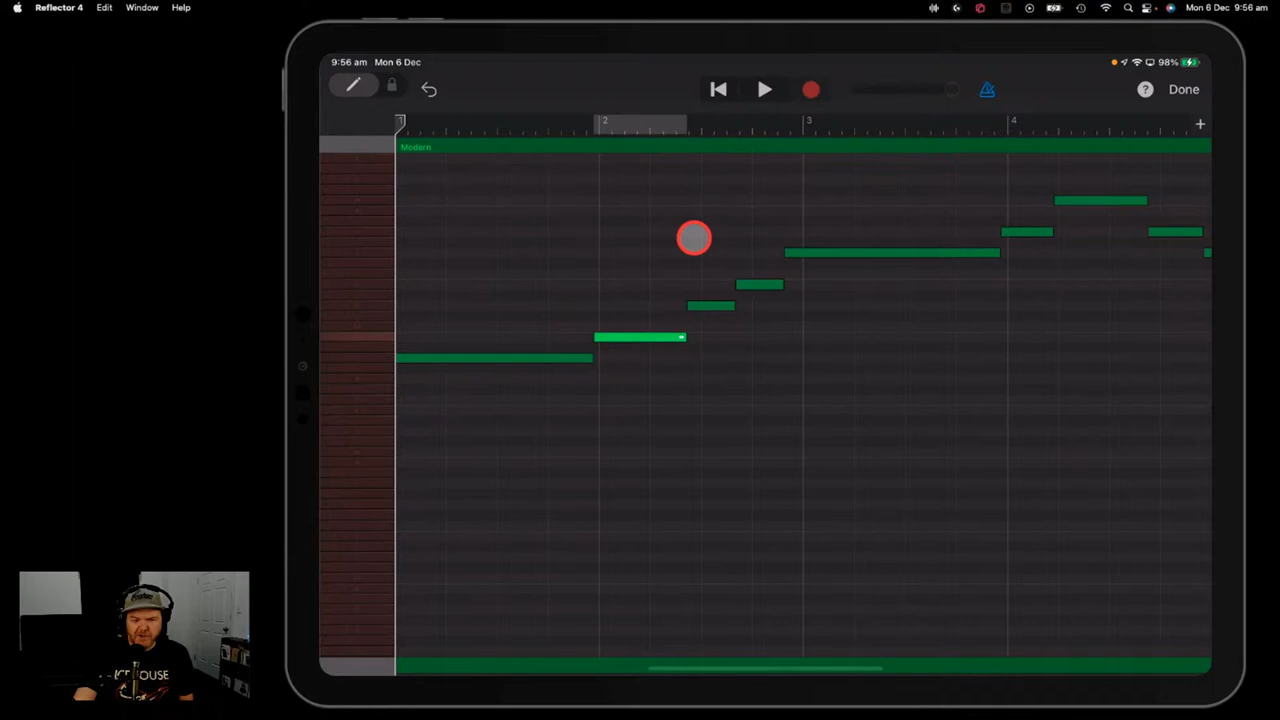 Reflector 4 Edit Window Help
Mon 6 Dec 9:56 am
9:56 am Mon 6 Dec
98%
? Done
1 2 3 4 +
Modern
ICEHOUSE